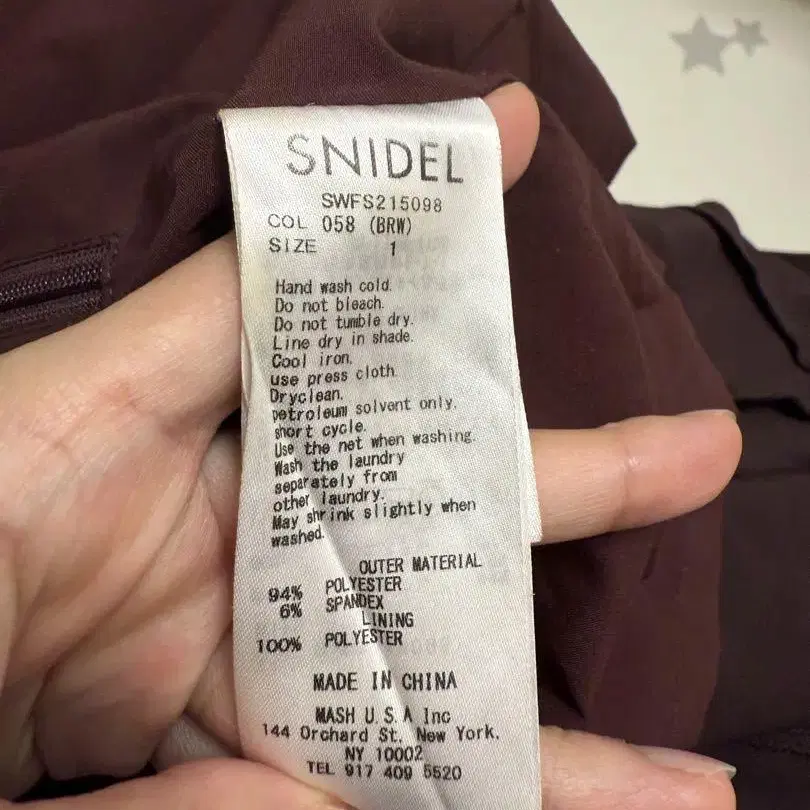 SNIDEL
SWFS215098
COL 058 (BRW)
SIZE 1
Hand wash cold.
Do not bleach.
Do not tumble dry.
Line dry in shade.
Cool iron.
use press cloth
Dryclean.
petroleum solvent only.
short cycle.
Use the net when washing.
Wash the laundry
separately from
other laundry.
May shrink slightly when
washed.
OUTER MATERIAL
94% POLYESTER
6% SPANDEX
LINING
100% POLYESTER
MADE IN CHINA
MASH U.S.A Inc
144 Orchard St. New York.
NY 10002
TEL 917 409 5520